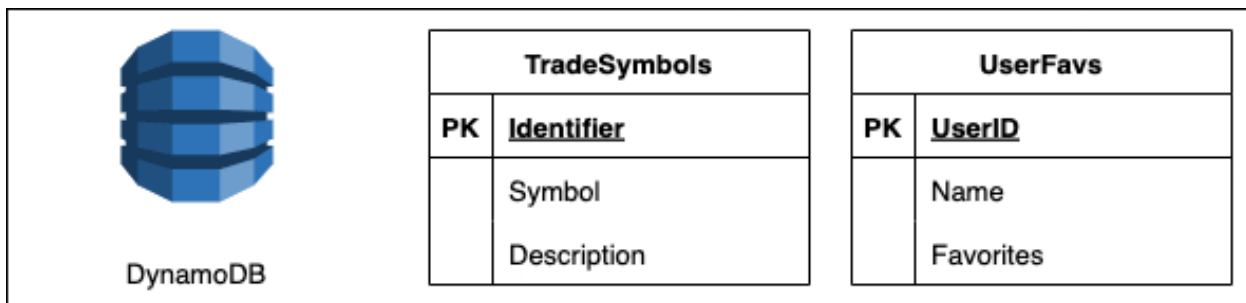 DynamoDB
TradeSymbols
PK Identifier
Symbol
Description
UserFavs
PK UserID
Name
Favorites